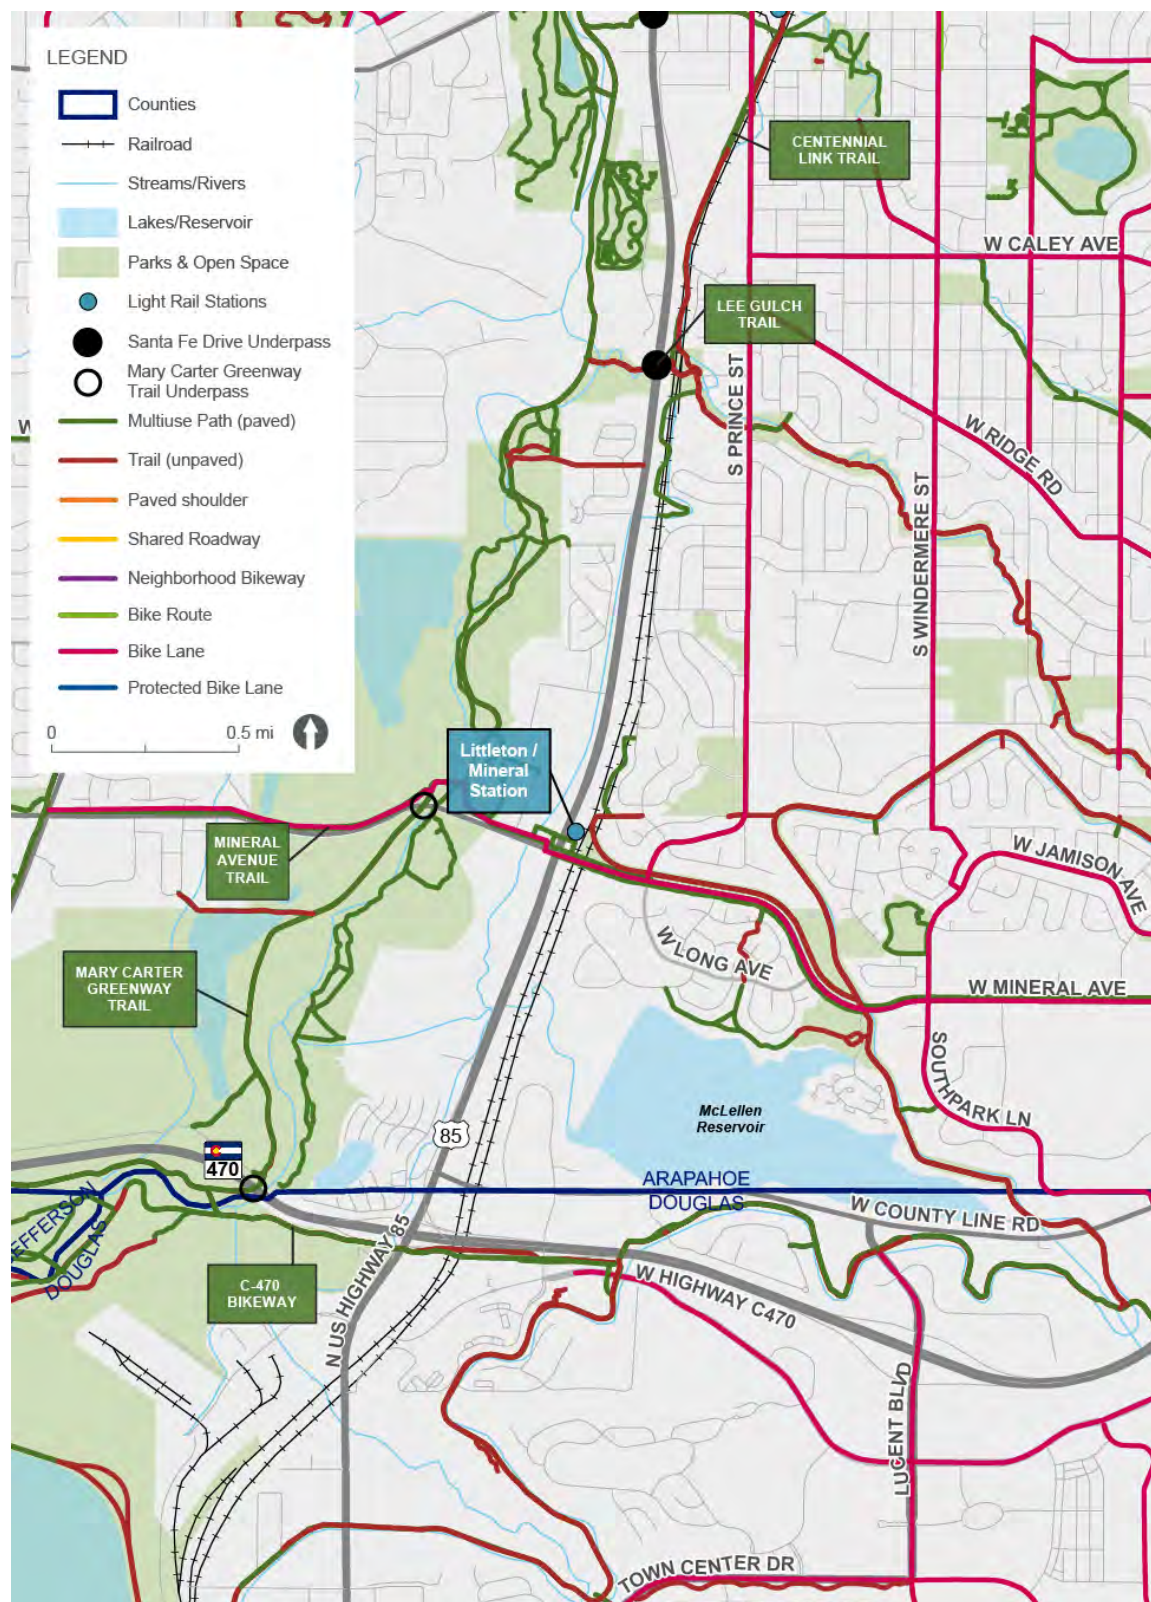 LEGEND
Counties
Railroad
Streams/Rivers
Lakes/Reservoir
Parks & Open Space
Light Rail Stations
Santa Fe Drive Underpass
Mary Carter Greenway
Trail Underpass
Multiuse Path (paved)
Trail (unpaved)
Paved shoulder
Shared Roadway
Neighborhood Bikeway
Bike Route
Bike Lane
Protected Bike Lane
0 0.5 mi
CENTENNIAL
LINK TRAIL
W CALEY AVE
LEE GULCH
TRAIL
S PRINCE ST
W RIDGE RD
S WINDERMERE ST
Littleton /
Mineral
Station
MINERAL
AVENUE
TRAIL
W JAMISON AVE
W LONG AVE
MARY CARTER
GREENWAY
TRAIL
W MINERAL AVE
SOUTHPARK LN
McLellen
Reservoir
85
470
ARAPAHOE
DOUGLAS
W COUNTY LINE RD
JEFFERSON
DOUGLAS
C-470
BIKEWAY
N US HIGHWAY 85
W HIGHWAY C470
LUCENT BLVD
TOWN CENTER DR